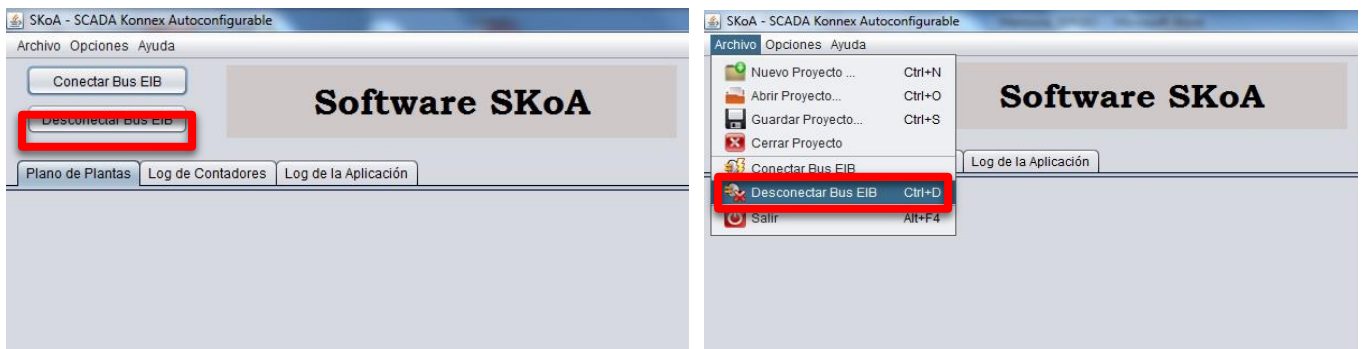 SKoA - SCADA Konnex Autoconfigurable
Archivo Opciones Ayuda
Conectar Bus EIB
Desconectar Bus EIB
Software SKoA
Plano de Plantas Log de Contadores Log de la Aplicación
SKoA - SCADA Konnex Autoconfigurable
Archivo Opciones Ayuda
Nuevo Proyecto ... Ctrl+N
Abrir Proyecto... Ctrl+O
Guardar Proyecto... Ctrl+S
Cerrar Proyecto
Conectar Bus EIB
Desconectar Bus EIB Ctrl+D
Salir Alt+F4
Software SKoA
Log de la Aplicación